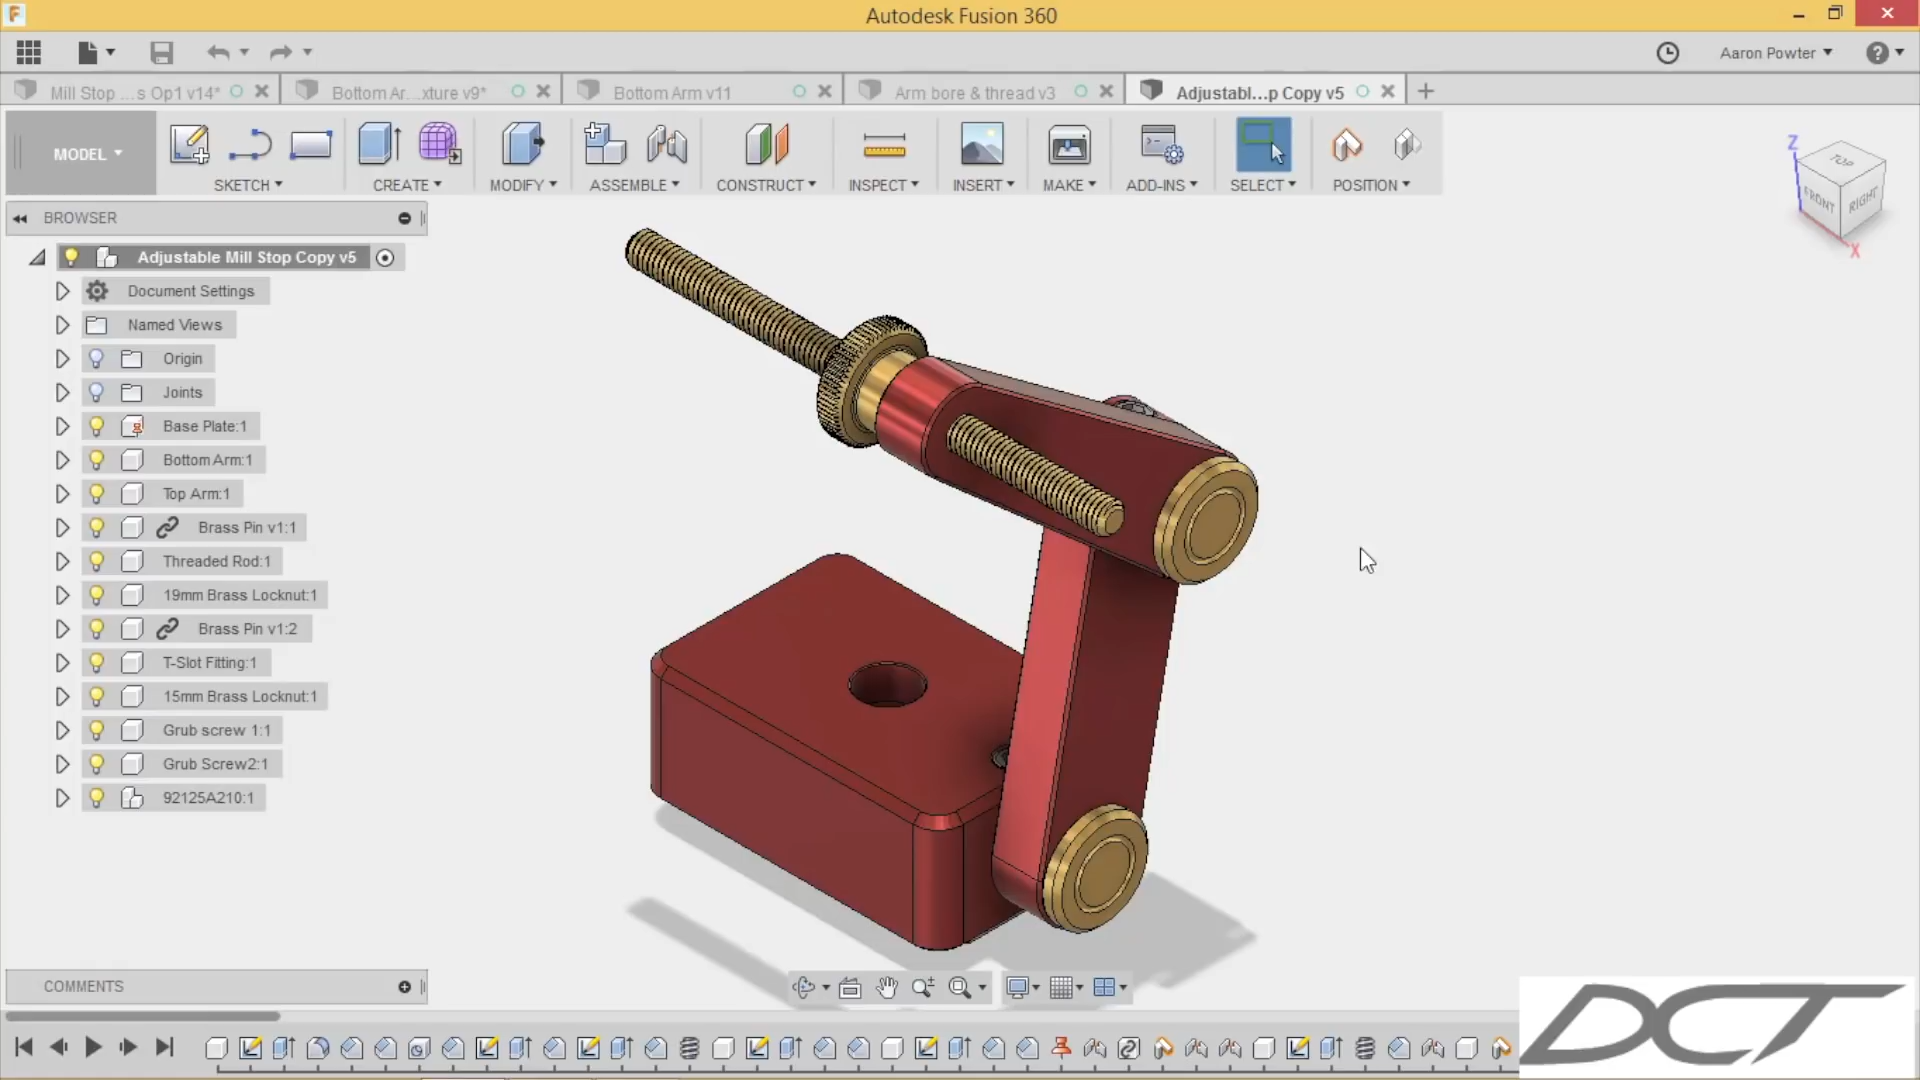 Autodesk Fusion 360
Aaron Powter
Mill Stop ...s Op1 v14*
Bottom Ar...xture v9*
Bottom Arm v11
Arm bore & thread v3
Adjustabl...p Copy v5
MODEL
SKETCH
CREATE
MODIFY
ASSEMBLE
CONSTRUCT
INSPECT
INSERT
MAKE
ADD-INS
SELECT
POSITION
Z
TOP
FRONT
RIGHT
X
BROWSER
Adjustable Mill Stop Copy v5
Document Settings
Named Views
Origin
Joints
Base Plate:1
Bottom Arm:1
Top Arm:1
Brass Pin v1:1
Threaded Rod:1
19mm Brass Locknut:1
Brass Pin v1:2
T-Slot Fitting:1
15mm Brass Locknut:1
Grub screw 1:1
Grub Screw2:1
92125A210:1
COMMENTS
DCT